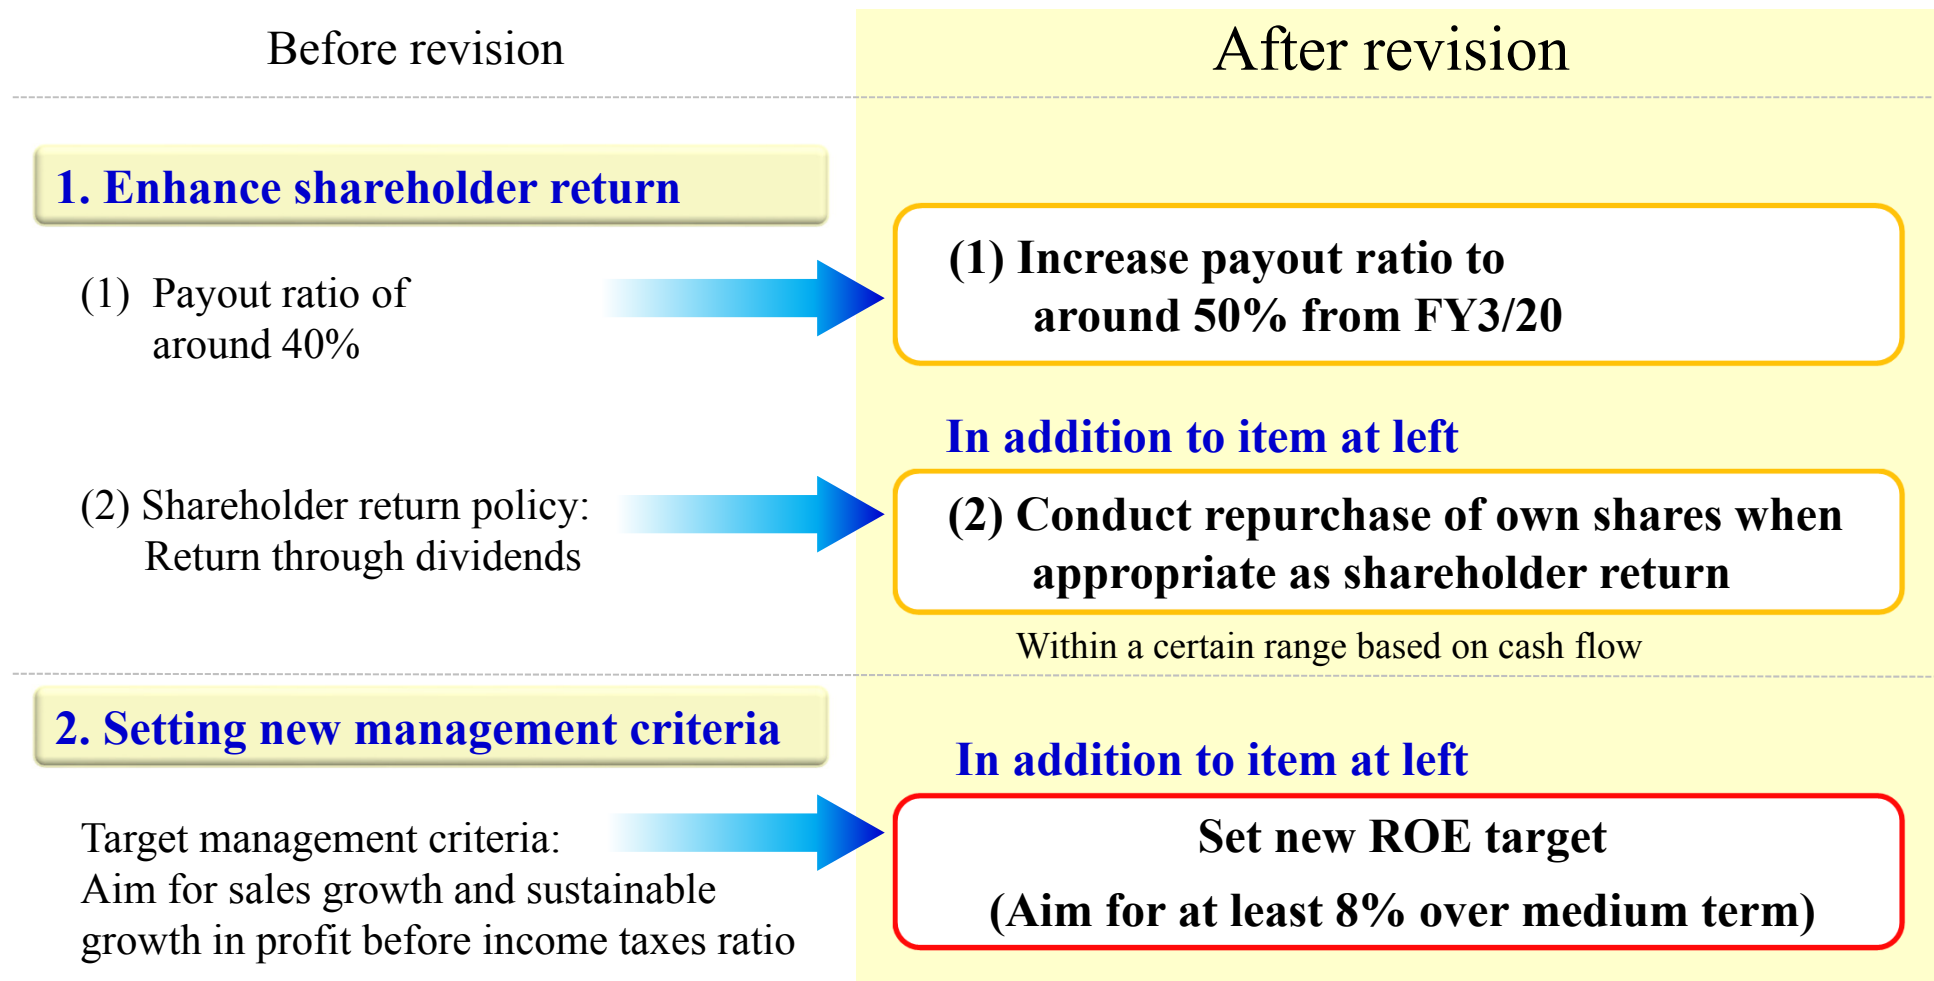 Before revision
After revision
1. Enhance shareholder return
(1) Payout ratio of
around 40%
(1) Increase payout ratio to
around 50% from FY3/20
In addition to item at left
(2) Shareholder return policy:
Return through dividends
(2) Conduct repurchase of own shares when
appropriate as shareholder return
Within a certain range based on cash flow
2. Setting new management criteria
In addition to item at left
Target management criteria:
Aim for sales growth and sustainable
growth in profit before income taxes ratio
Set new ROE target
(Aim for at least 8% over medium term)